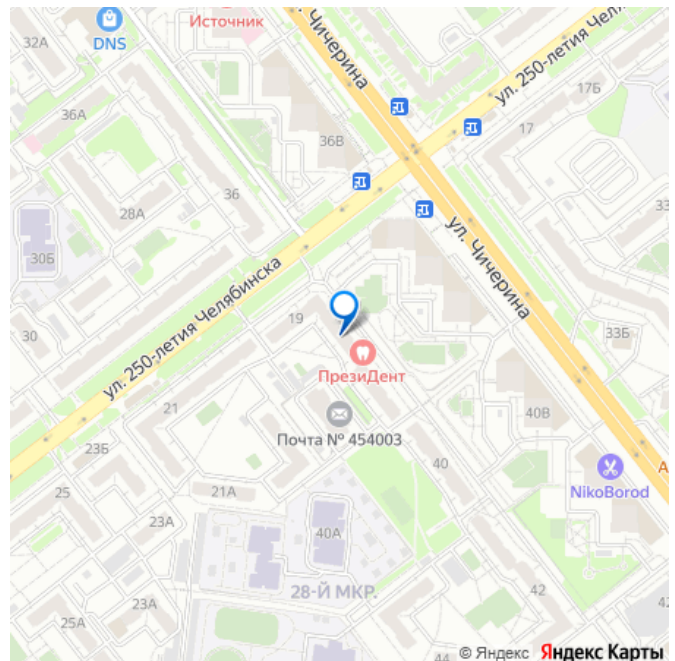 Источник
32А
DNS
ул. Чичерина
ул. 250-летия Челя
17Б
36А
36В
17
36
28А
33
30Б
ул. Чичерина
ул. 250-летия Челябинска
19
30
33Б
ПрезиДент
21
40В
Почта № 454003
23Б
40
А
25
21А
NikoBorod
23А
40А
28-Й МКР.
42
23А
42
25А
44
© Яндекс Яндекс Карты